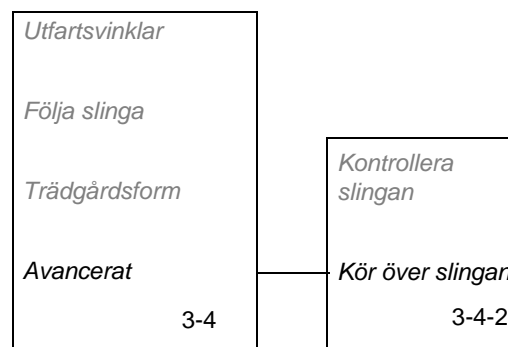 Utfartsvinklar
Följa slinga
Trädgårdsform
Avancerat
3-4
Kontrollera
slingan
Kör över slingan
3-4-2